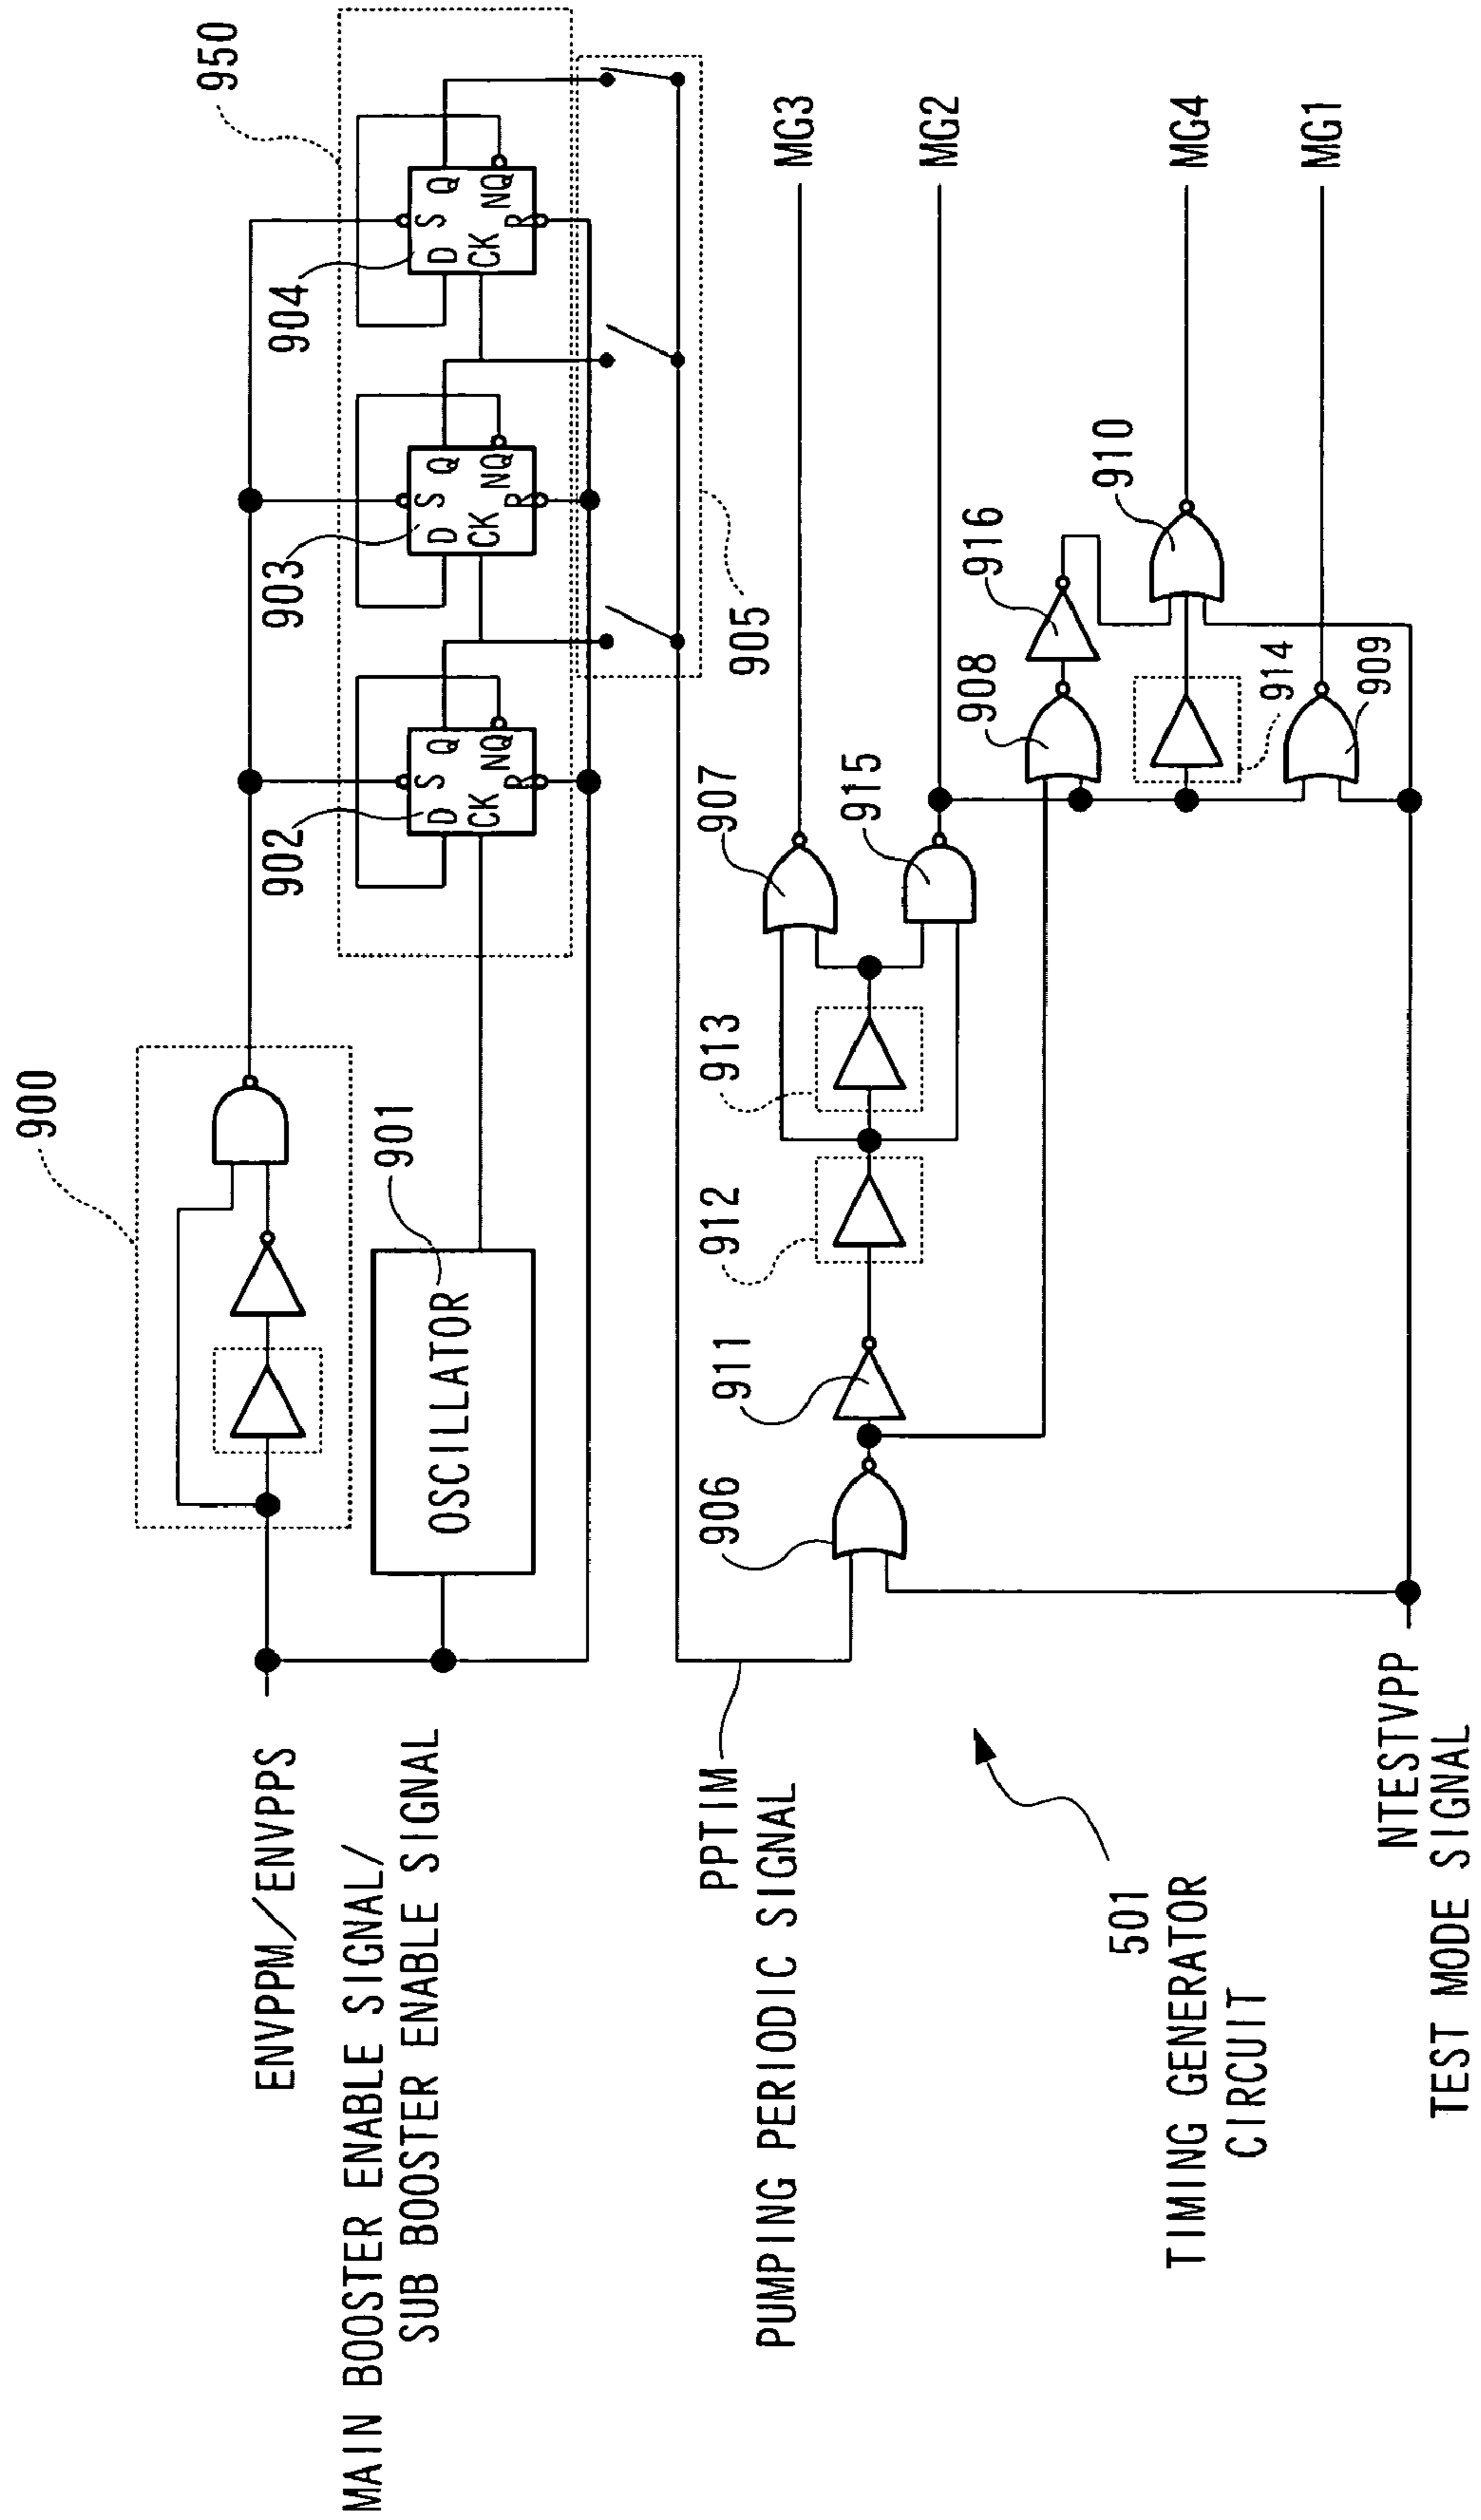 950
900
904
903
902
S
D
Q
CK
NQ
R
S
D
Q
CK
NQ
R
S
D
Q
CK
NQ
R
901
OSCILLATOR
905
ENVPPM/ENVPPS
MAIN BOOSTER ENABLE SIGNAL/
SUB BOOSTER ENABLE SIGNAL
PPTIM
PUMPING PERIODIC SIGNAL
906
911
912
913
907
915
MG3
MG2
908
916
910
914
909
MG4
MG1
501
TIMING GENERATOR
CIRCUIT
NTESTVPP
TEST MODE SIGNAL